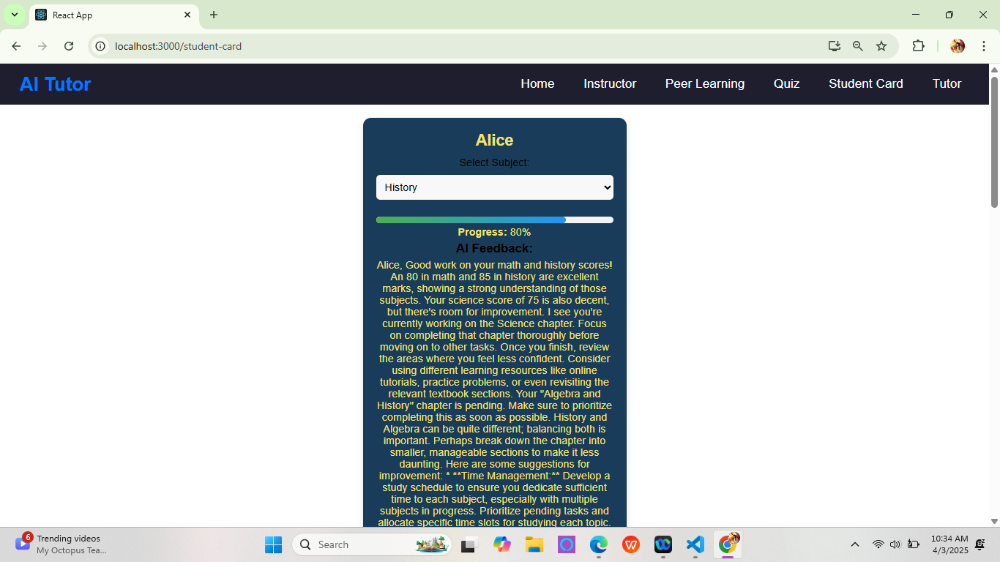 React App
localhost:3000/student-card
AI Tutor
Home
Instructor
Peer Learning
Quiz
Student Card
Tutor
Alice
Select Subject:
History
Progress: 80%
AI Feedback:
Alice, Good work on your math and history scores!
An 80 in math and 85 in history are excellent
marks, showing a strong understanding of those
subjects. Your science score of 75 is also decent,
but there's room for improvement. I see you're
currently working on the Science chapter. Focus
on completing that chapter thoroughly before
moving on to other tasks. Once you finish, review
the areas where you feel less confident. Consider
using different learning resources like online
tutorials, practice problems, or even revisiting the
relevant textbook sections. Your "Algebra and
History" chapter is pending. Make sure to prioritize
completing this as soon as possible. History and
Algebra can be quite different; balancing both is
important. Perhaps break down the chapter into
smaller, manageable sections to make it less
daunting. Here are some suggestions for
improvement: * **Time Management:** Develop a
study schedule to ensure you dedicate sufficient
time to each subject, especially with multiple
subjects in progress. Prioritize pending tasks and
allocate specific time slots for studying each topic.
6
Trending videos
My Octopus Tea...
Search
10:34 AM
4/3/2025